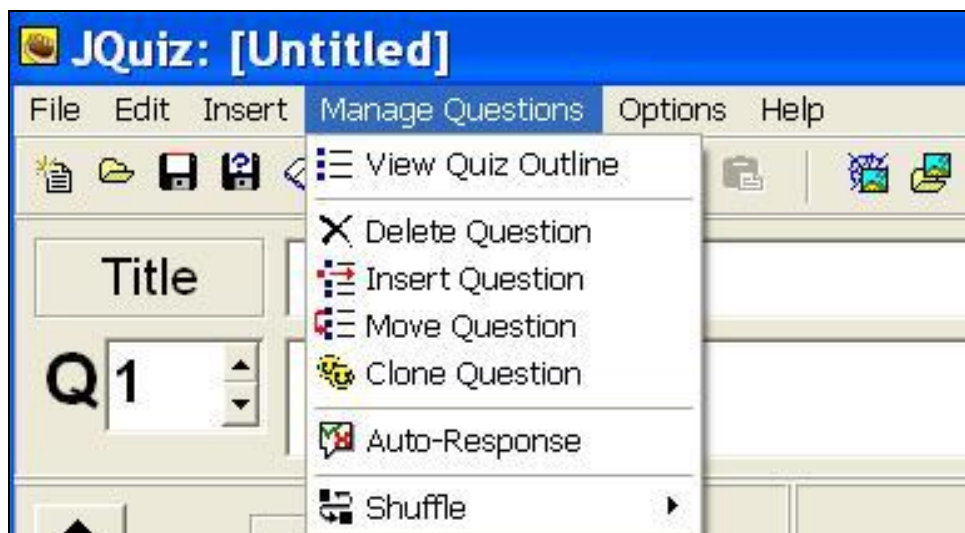 JQuiz: [Untitled]
File Edit Insert Manage Questions Options Help
View Quiz Outline
Delete Question
Title
Insert Question
Move Question
Q 1
Clone Question
Auto-Response
Shuffle